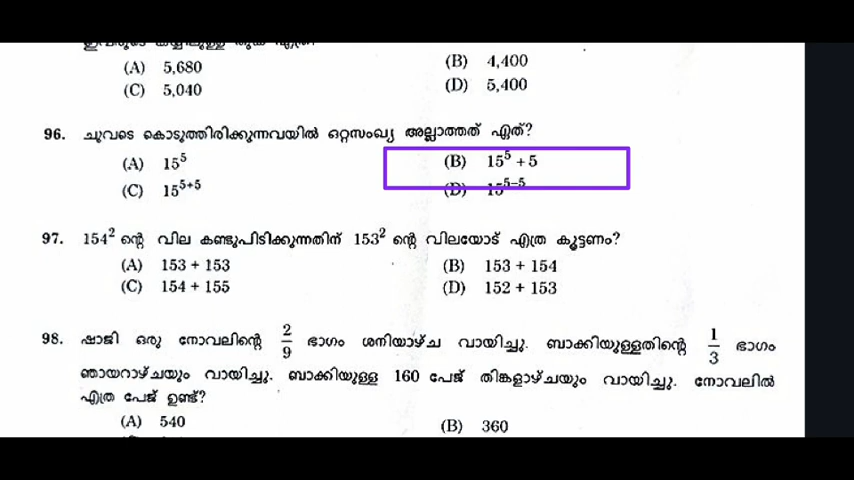 (A) 5,680 (B) 4,400
(C) 5,040 (D) 5,400
96. ചുവടെ കൊടുത്തിരിക്കുന്നവയിൽ ഒറ്റസംഖ്യ അല്ലാത്തത് ഏത്?
(A) 15⁵ (B) 15⁵ + 5
(C) 15⁵⁺⁵ (D) 15⁵⁻⁵
97. 154² ന്റെ വില കണ്ടുപിടിക്കുന്നതിന് 153² ന്റെ വിലയോട് എത്ര കൂട്ടണം?
(A) 153 + 153 (B) 153 + 154
(C) 154 + 155 (D) 152 + 153
98. ഷാജി ഒരു നോവലിന്റെ 2/9 ഭാഗം ശനിയാഴ്ച വായിച്ചു. ബാക്കിയുള്ളതിന്റെ 1/3 ഭാഗം
ഞായറാഴ്ചയും വായിച്ചു. ബാക്കിയുള്ള 160 പേജ് തിങ്കളാഴ്ചയും വായിച്ചു. നോവലിൽ
എത്ര പേജ് ഉണ്ട്?
(A) 540 (B) 360